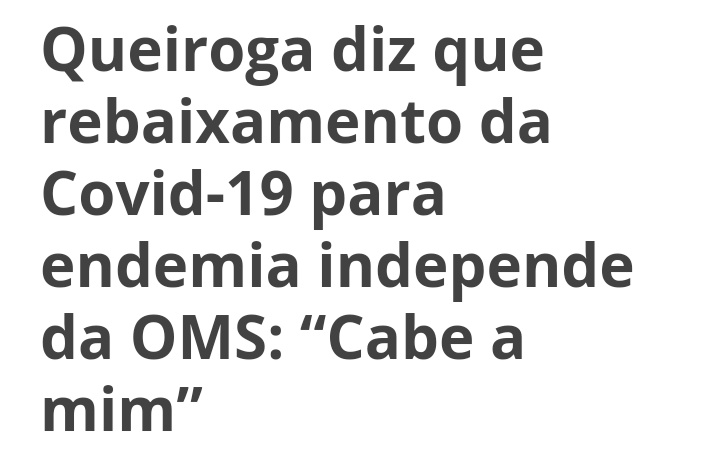 Queiroga diz que
rebaixamento da
Covid-19 para
endemia independe
da OMS: “Cabe a
mim”